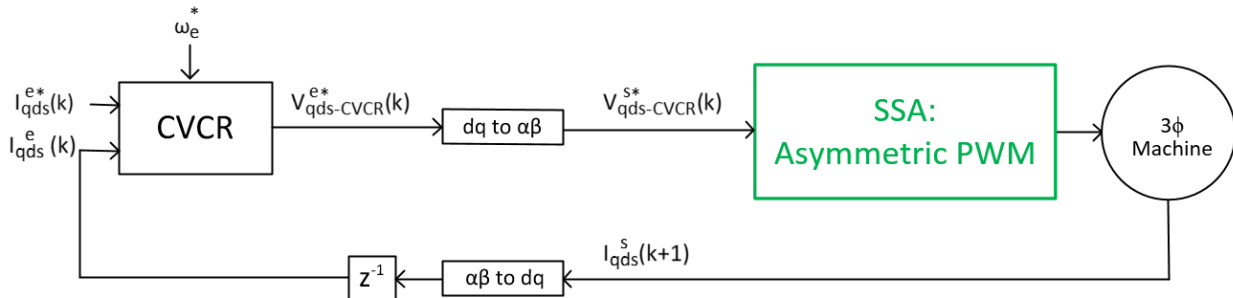 ω_e^*
I_qds^e*(k)
I_qds^e (k)
CVCR
V_qds-CVCR^e*(k)
dq to αβ
V_qds-CVCR^s*(k)
SSA:
Asymmetric PWM
3ϕ
Machine
z^-1
αβ to dq
I_qds^s(k+1)